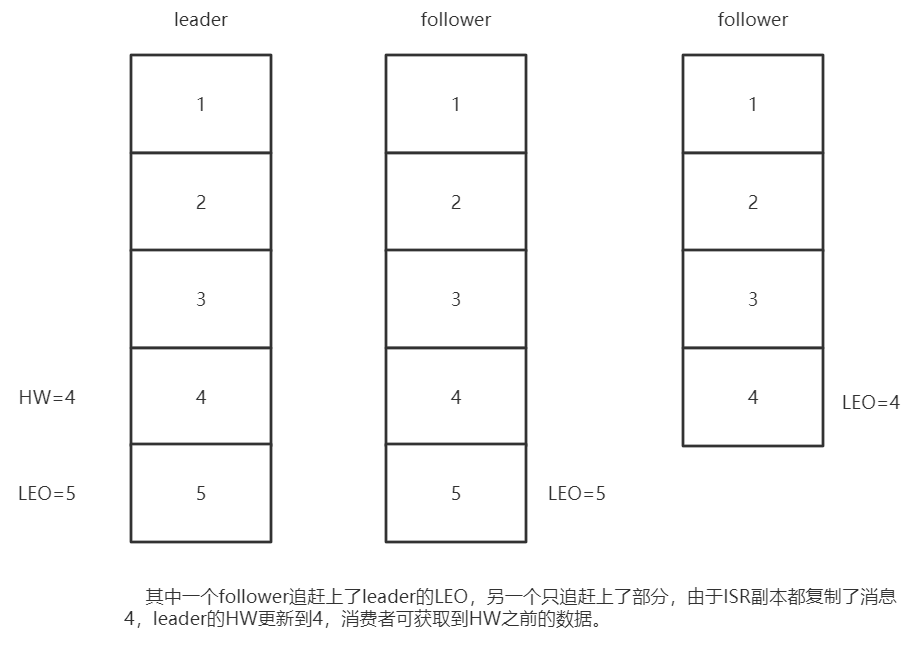 leader
follower
follower
1
1
1
2
2
2
3
3
3
HW=4
4
4
4
LEO=4
LEO=5
5
5
LEO=5
其中一个follower追赶上了leader的LEO，另一个只追赶上了部分，由于ISR副本都复制了消息
4，leader的HW更新到4，消费者可获取到HW之前的数据。